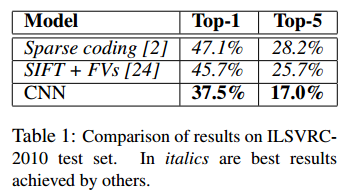 Model Top-1 Top-5
Sparse coding [2] 47.1% 28.2%
SIFT + FVs [24] 45.7% 25.7%
CNN 37.5% 17.0%
Table 1: Comparison of results on ILSVRC-
2010 test set. In italics are best results
achieved by others.